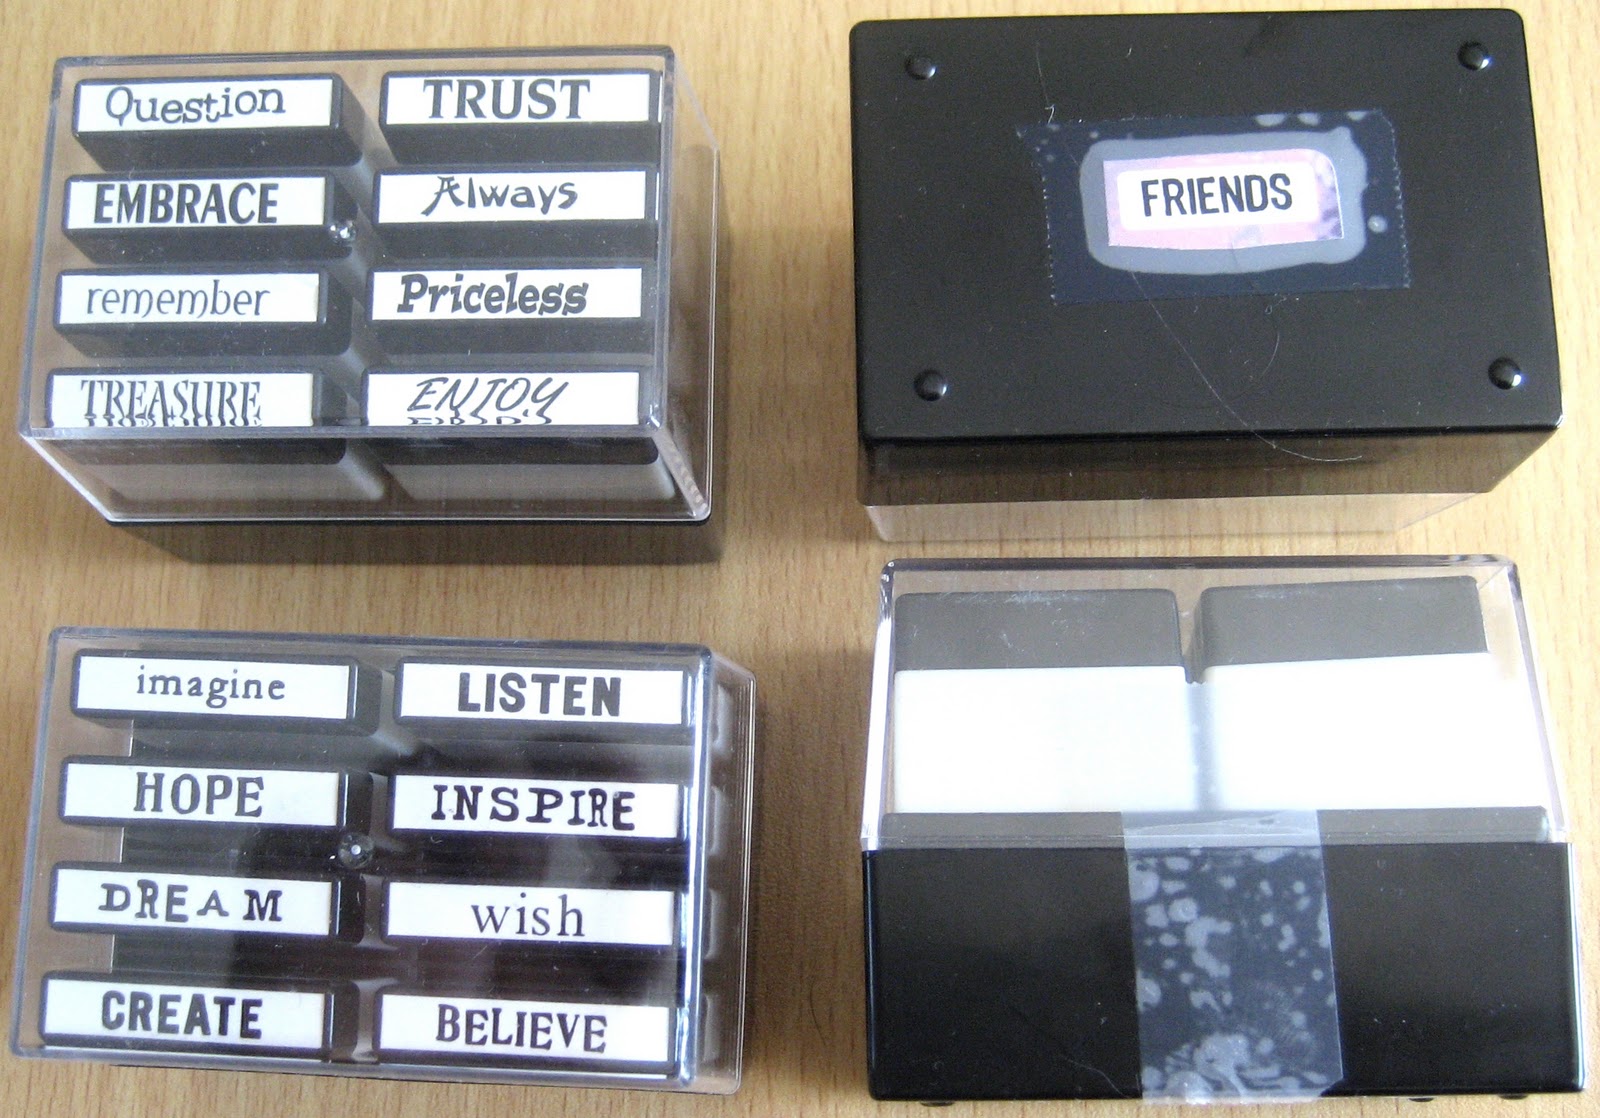 Question
TRUST
EMBRACE
Always
remember
Priceless
TREASURE
ENJOY
FRIENDS
imagine
LISTEN
HOPE
INSPIRE
DREAM
wish
CREATE
BELIEVE